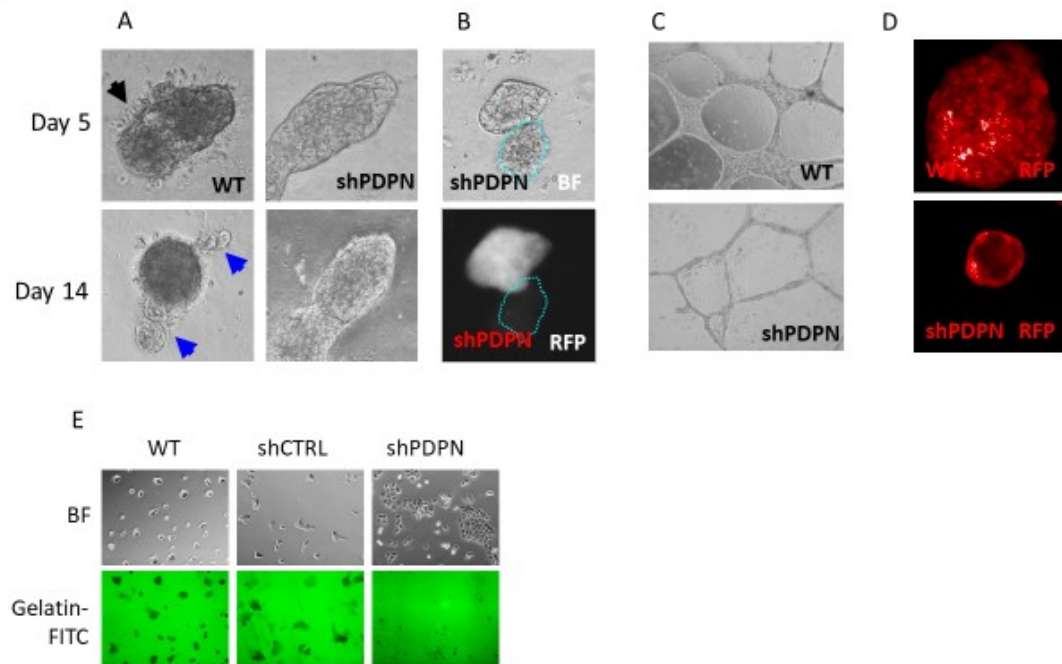 A
B
C
D
Day 5
WT
shPDPN
shPDPN BF
WT
WT RFP
Day 14
shPDPN RFP
shPDPN
shPDPN RFP
E
WT shCTRL shPDPN
BF
Gelatin-
FITC